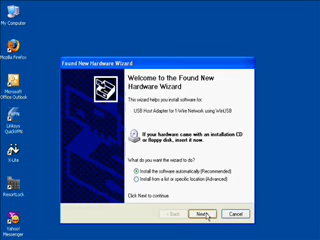 My Computer
Mozilla Firefox
Microsoft
Office Outlook
Linksys
QuickVPN
X-Lite
Yahoo!
Messenger
Found New Hardware Wizard
Welcome to the Found New
Hardware Wizard
This wizard helps you install software for:
USB Host Adapter for 1-Wire Network using WinUSB
If your hardware came with an installation CD
or floppy disk, insert it now.
What do you want the wizard to do?
Install the software automatically (Recommended)
Install from a list or specific location (Advanced)
Click Next to continue.
< Back
Next
Cancel